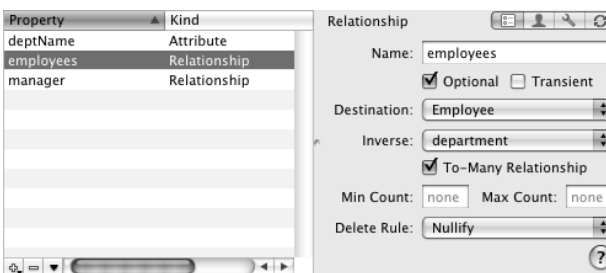 Property Kind
deptName Attribute
employees Relationship
manager Relationship
Relationship
Name: employees
Optional Transient
Destination: Employee
Inverse: department
To-Many Relationship
Min Count: none Max Count: none
Delete Rule: Nullify
?